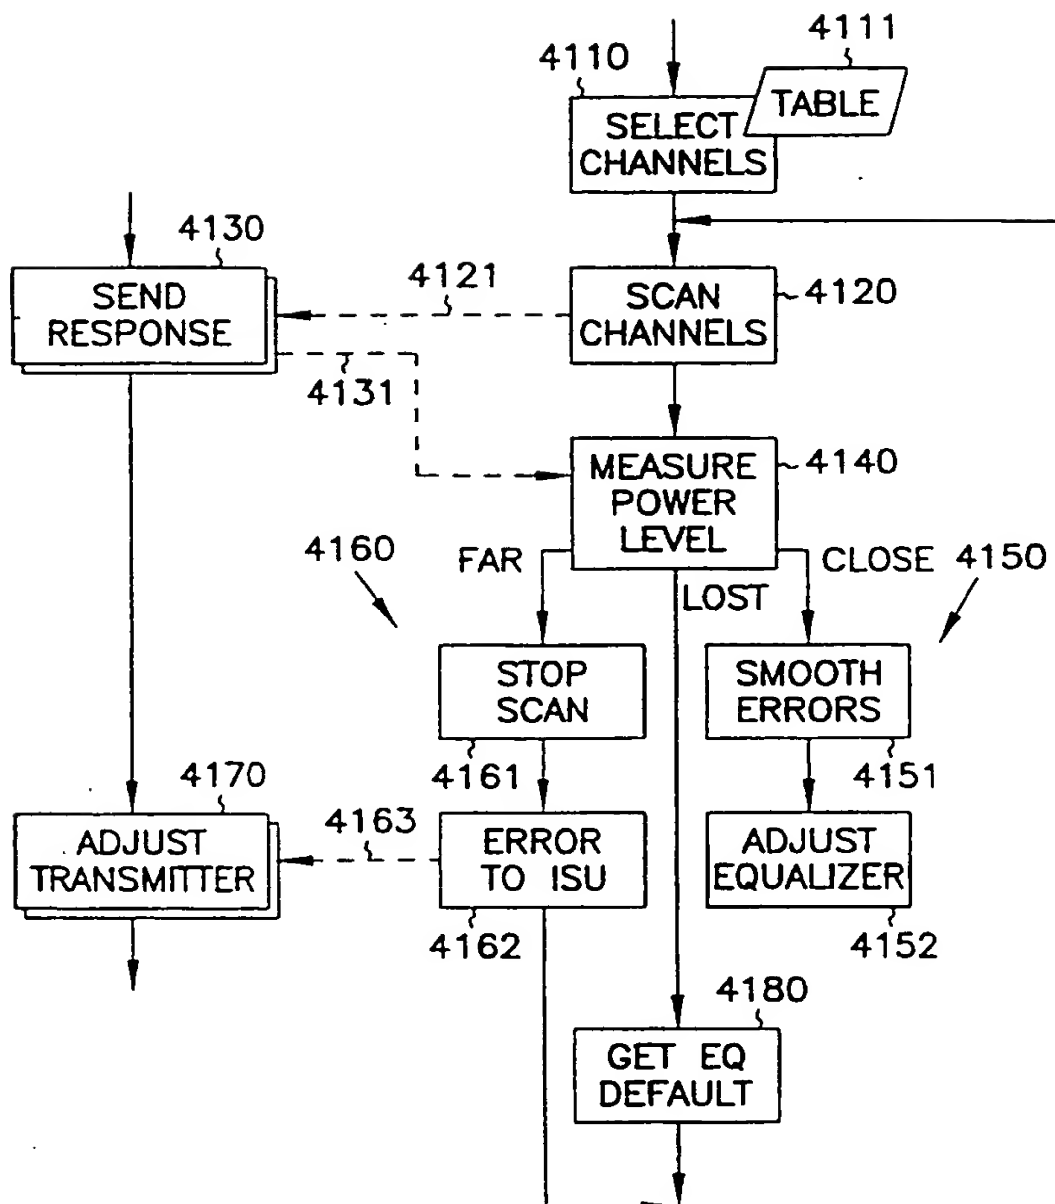 4111
4110
TABLE
SELECT
CHANNELS
4130
SEND
RESPONSE
4121
SCAN
CHANNELS
4120
4131
MEASURE
POWER
LEVEL
4140
4160
FAR
LOST
CLOSE
4150
STOP
SCAN
4161
SMOOTH
ERRORS
4151
4170
ADJUST
TRANSMITTER
4163
ERROR
TO ISU
4162
ADJUST
EQUALIZER
4152
4180
GET EQ
DEFAULT